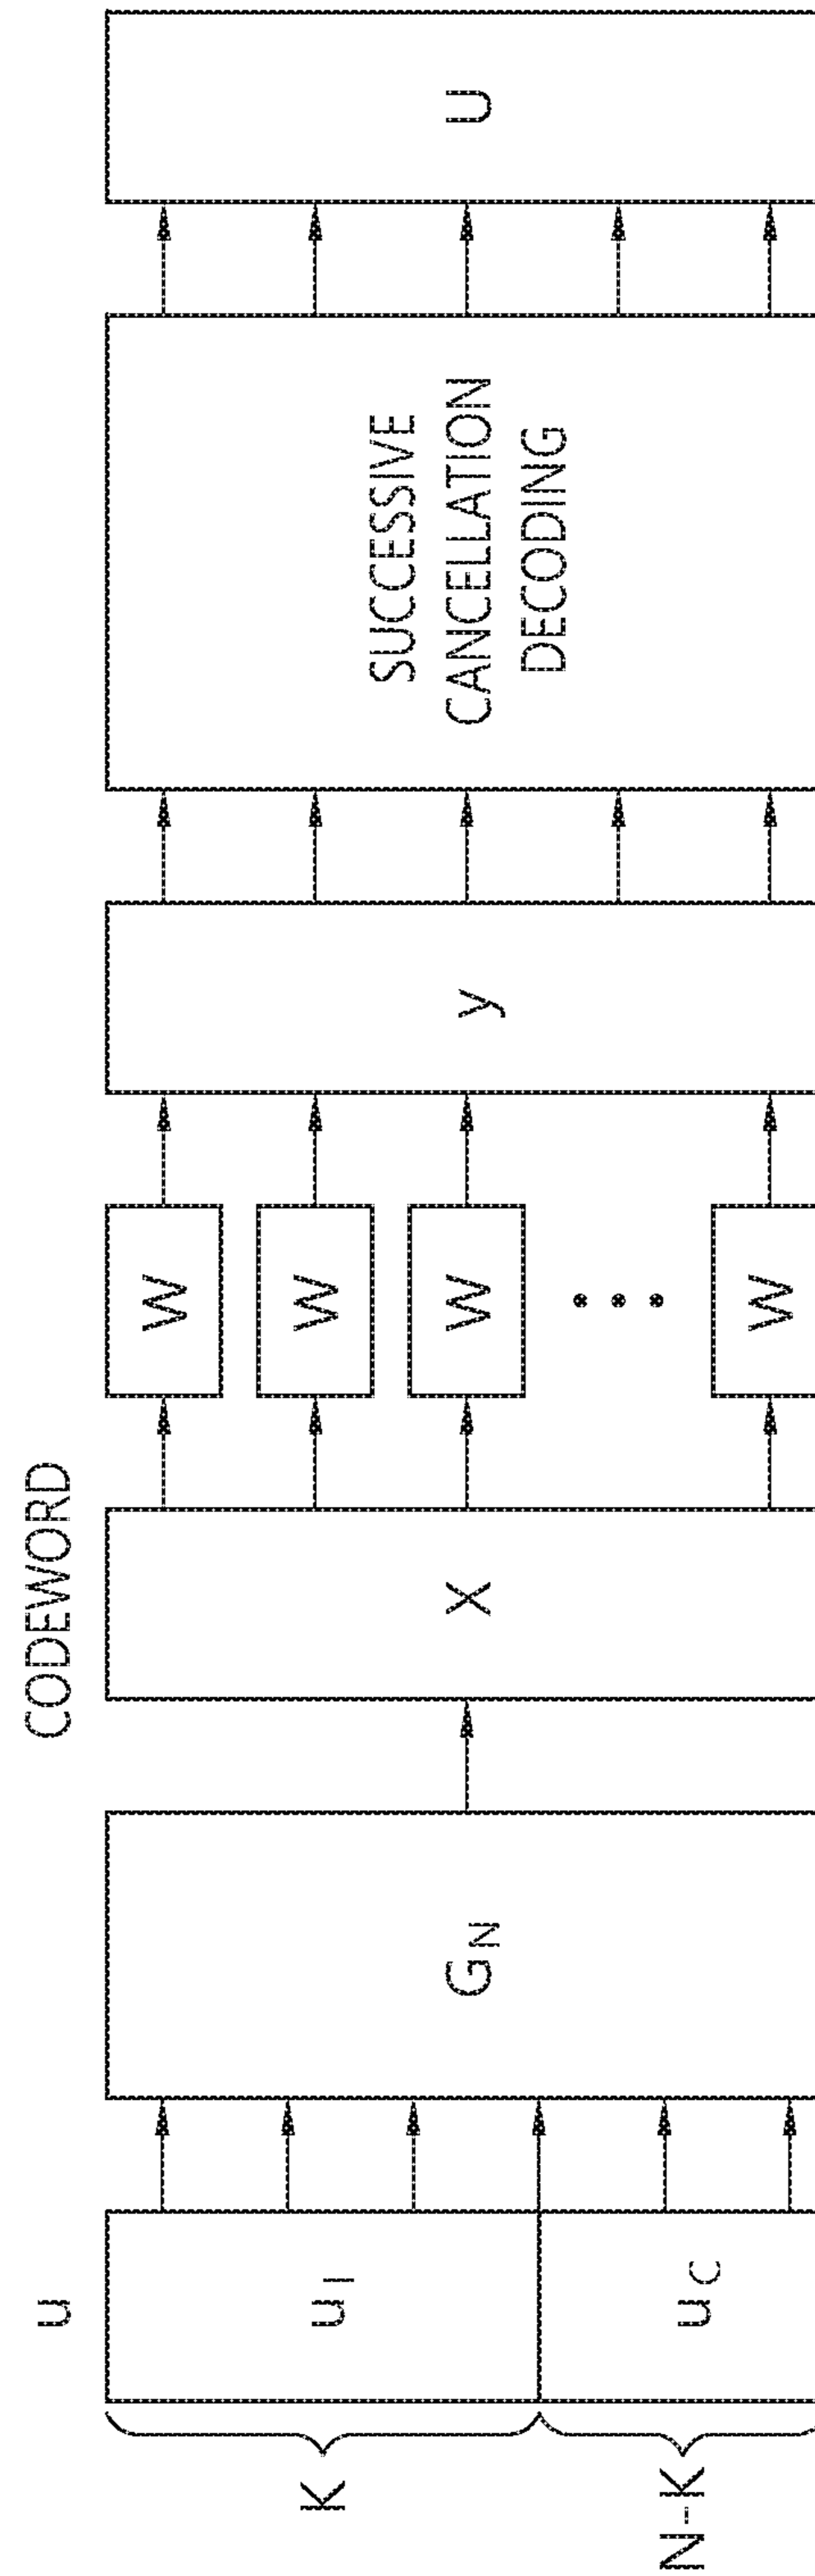 CODEWORD
u
K
N-K
u_I
u_C
G_N
X
W
W
W
W
y
SUCCESSIVE
CANCELLATION
DECODING
U